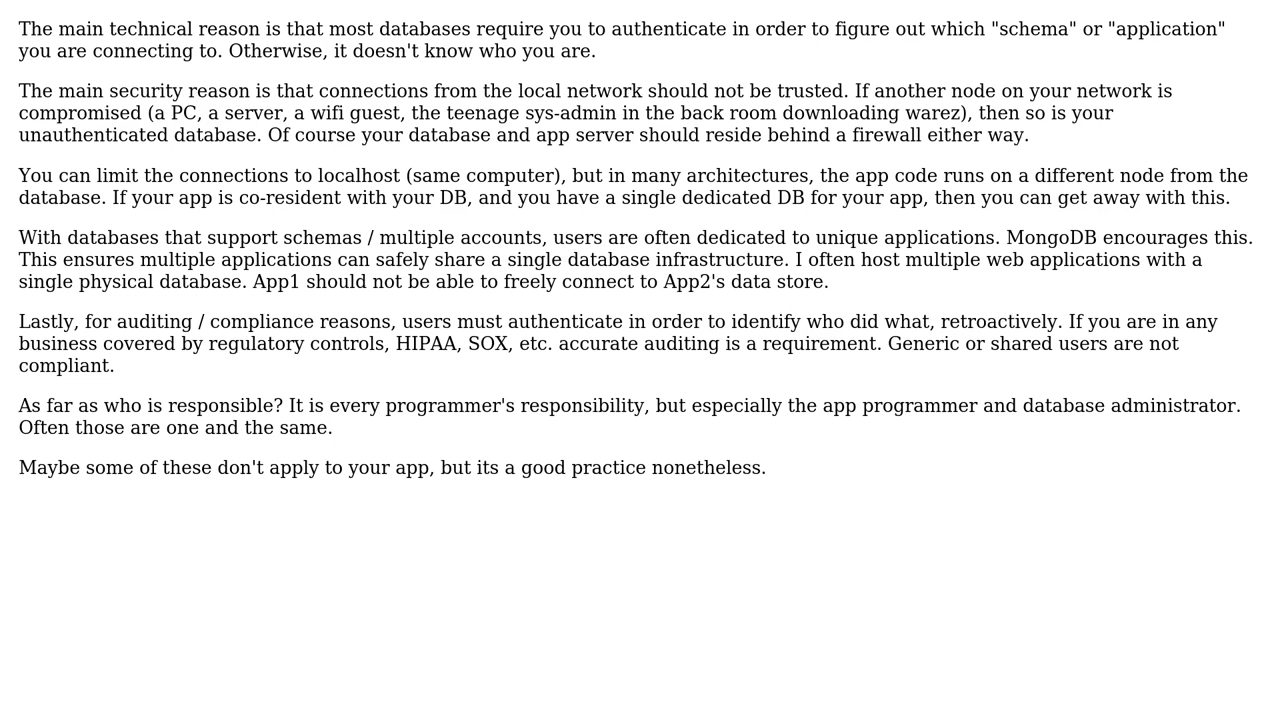 The main technical reason is that most databases require you to authenticate in order to figure out which "schema" or "application"
you are connecting to. Otherwise, it doesn't know who you are.
The main security reason is that connections from the local network should not be trusted. If another node on your network is
compromised (a PC, a server, a wifi guest, the teenage sys-admin in the back room downloading warez), then so is your
unauthenticated database. Of course your database and app server should reside behind a firewall either way.
You can limit the connections to localhost (same computer), but in many architectures, the app code runs on a different node from the
database. If your app is co-resident with your DB, and you have a single dedicated DB for your app, then you can get away with this.
With databases that support schemas / multiple accounts, users are often dedicated to unique applications. MongoDB encourages this.
This ensures multiple applications can safely share a single database infrastructure. I often host multiple web applications with a
single physical database. App1 should not be able to freely connect to App2's data store.
Lastly, for auditing / compliance reasons, users must authenticate in order to identify who did what, retroactively. If you are in any
business covered by regulatory controls, HIPAA, SOX, etc. accurate auditing is a requirement. Generic or shared users are not
compliant.
As far as who is responsible? It is every programmer's responsibility, but especially the app programmer and database administrator.
Often those are one and the same.
Maybe some of these don't apply to your app, but its a good practice nonetheless.